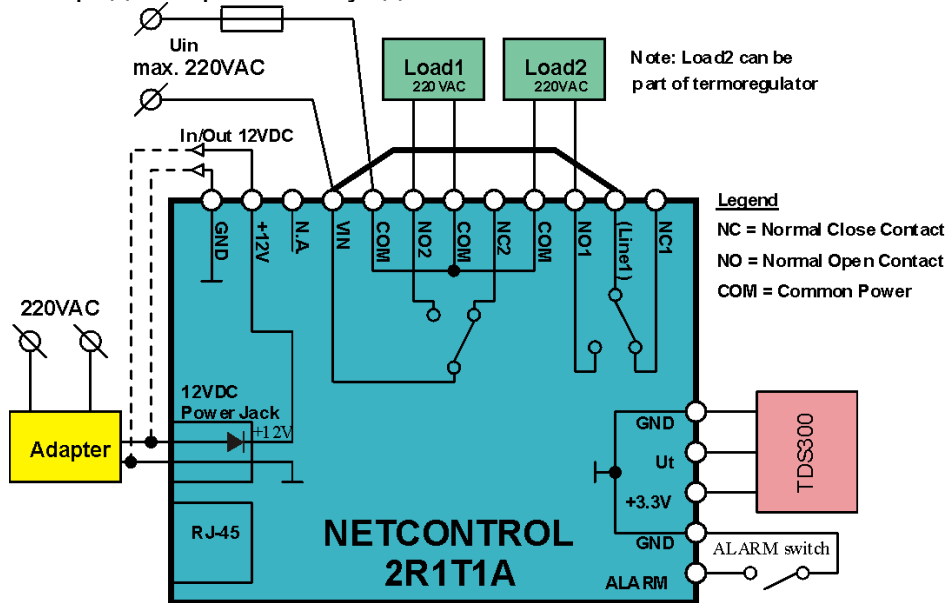 Uin
max. 220VAC
Load1
220 VAC
Load2
220VAC
Note: Load2 can be
part of termoregulator
In/Out 12VDC
GND
+12V
N.A
VIN
COM
NO2
COM
NC2
COM
NO1
(Line1)
NC1
Legend
NC = Normal Close Contact
NO = Normal Open Contact
COM = Common Power
220VAC
Adapter
12VDC
Power Jack
+12V
RJ-45
NETCONTROL
2R1T1A
GND
Ut
+3.3V
GND
ALARM
TDS300
ALARM switch